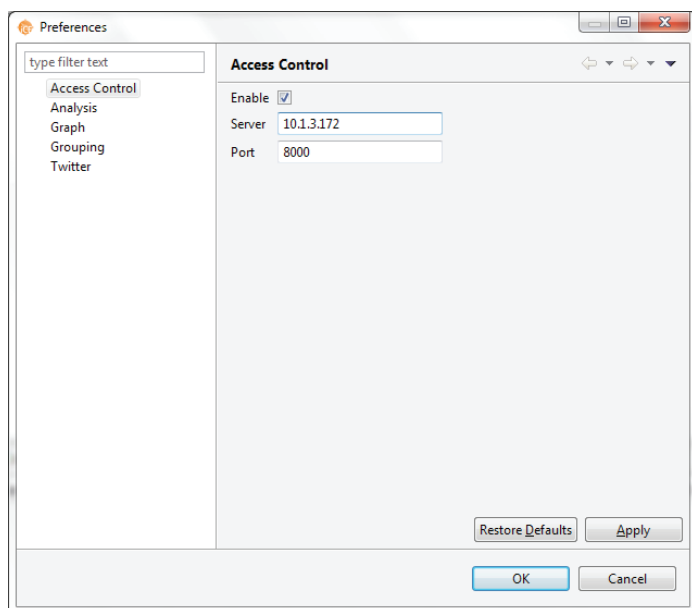 Preferences
type filter text
Access Control
Analysis
Graph
Grouping
Twitter
Access Control
Enable
Server 10.1.3.172
Port 8000
Restore Defaults Apply
OK Cancel